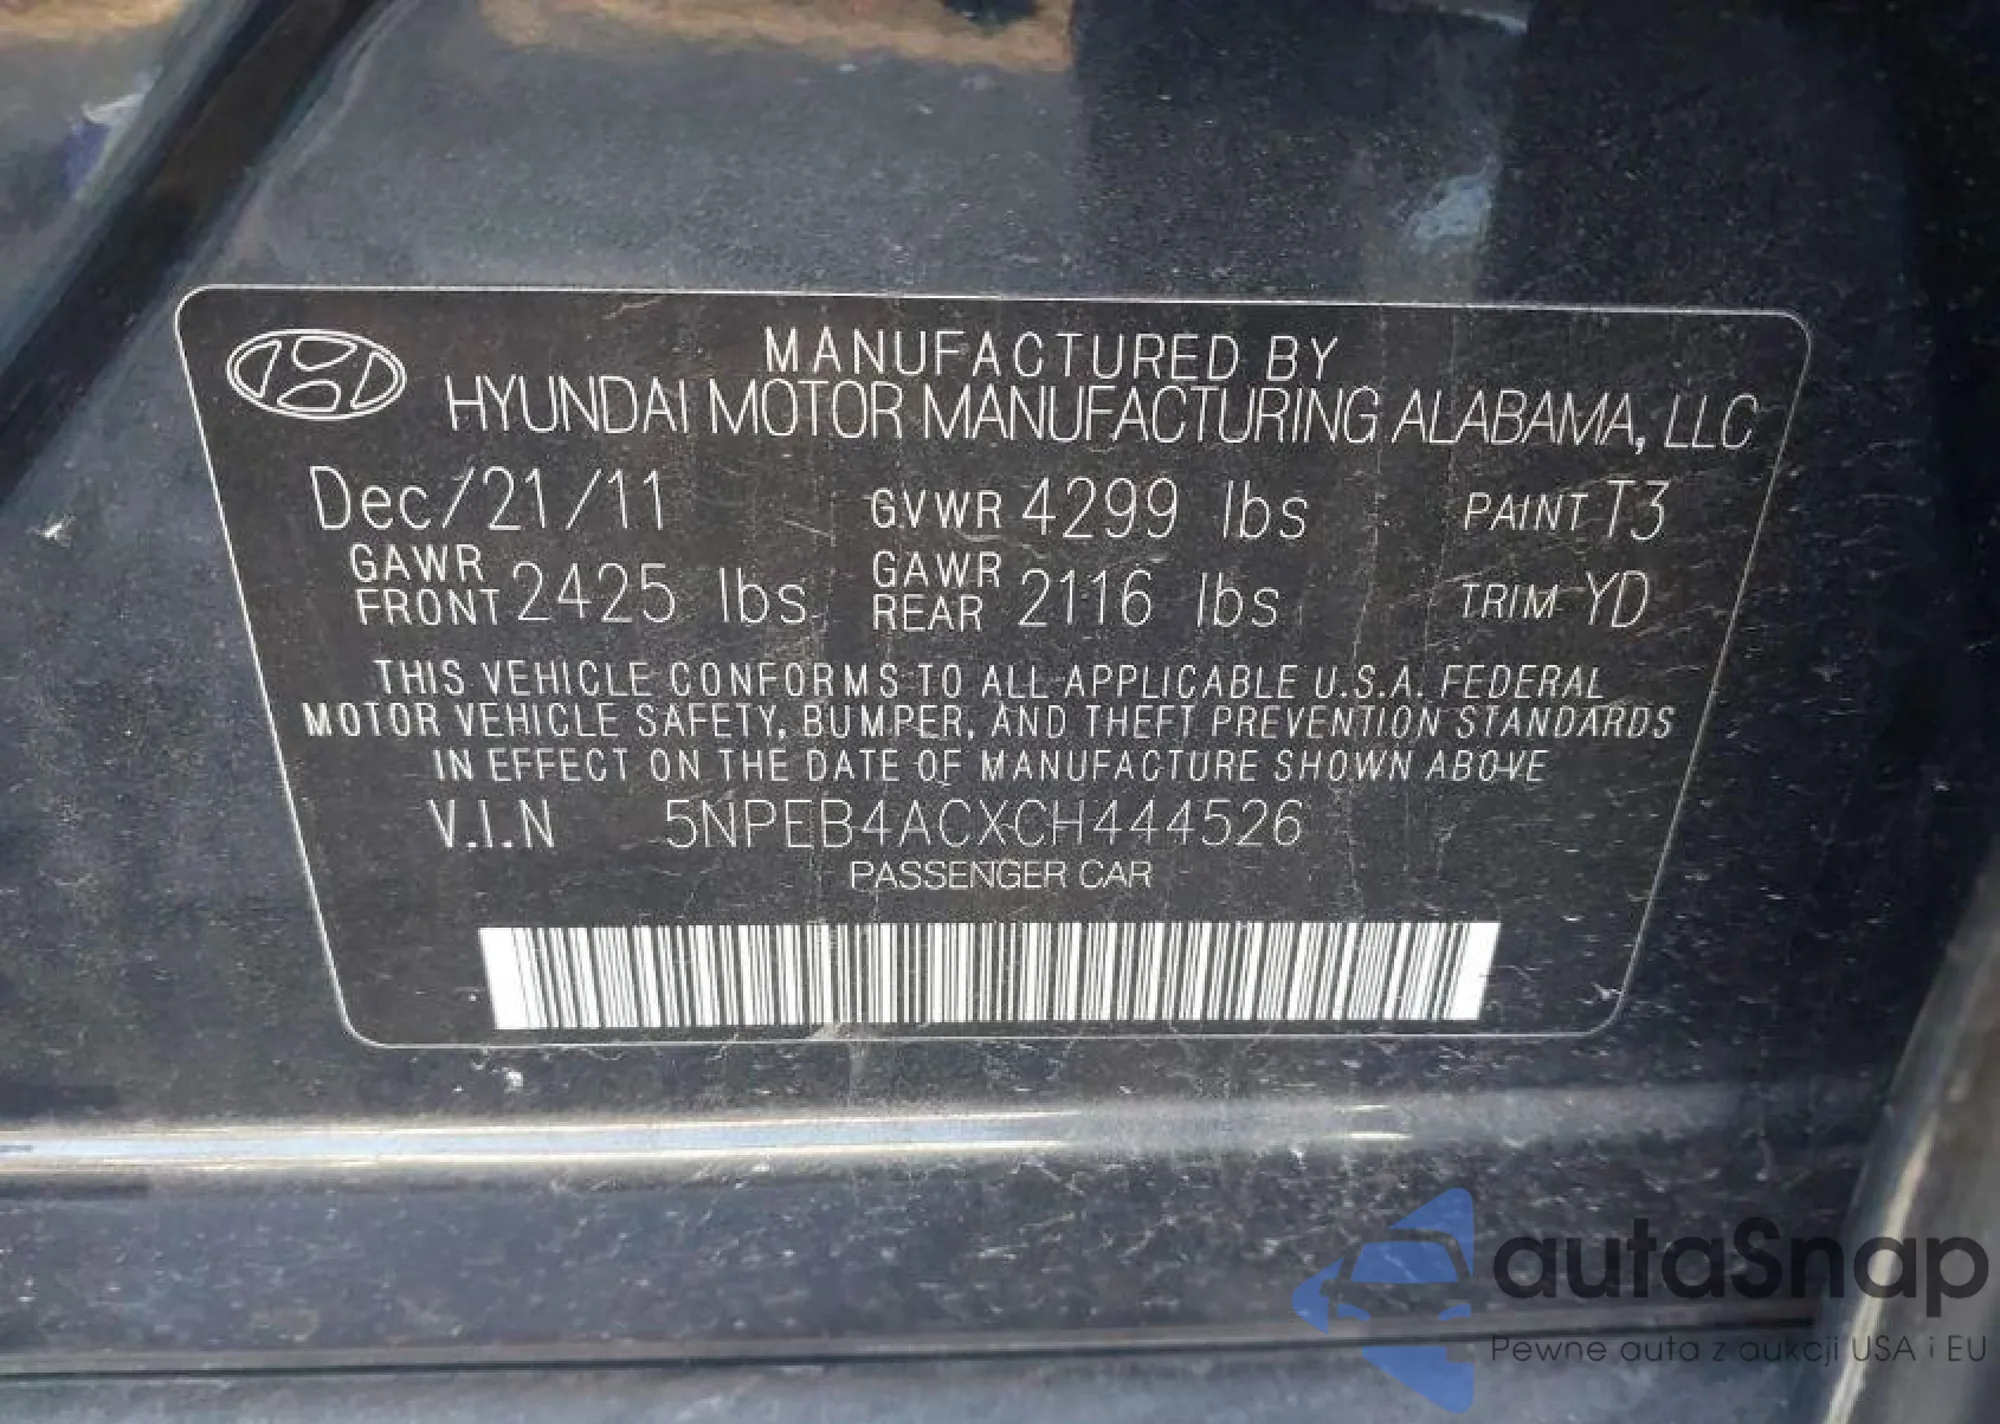 MANUFACTURED BY
HYUNDAI MOTOR MANUFACTURING ALABAMA, LLC
Dec/21/11 GVWR 4299 lbs PAINT T3
GAWR FRONT 2425 lbs GAWR REAR 2116 lbs TRIM YD
THIS VEHICLE CONFORMS TO ALL APPLICABLE U.S.A. FEDERAL
MOTOR VEHICLE SAFETY, BUMPER, AND THEFT PREVENTION STANDARDS
IN EFFECT ON THE DATE OF MANUFACTURE SHOWN ABOVE
V.I.N 5NPEB4ACXCH444526
PASSENGER CAR
autaSnap
Pewne auta z aukcji USA i EU